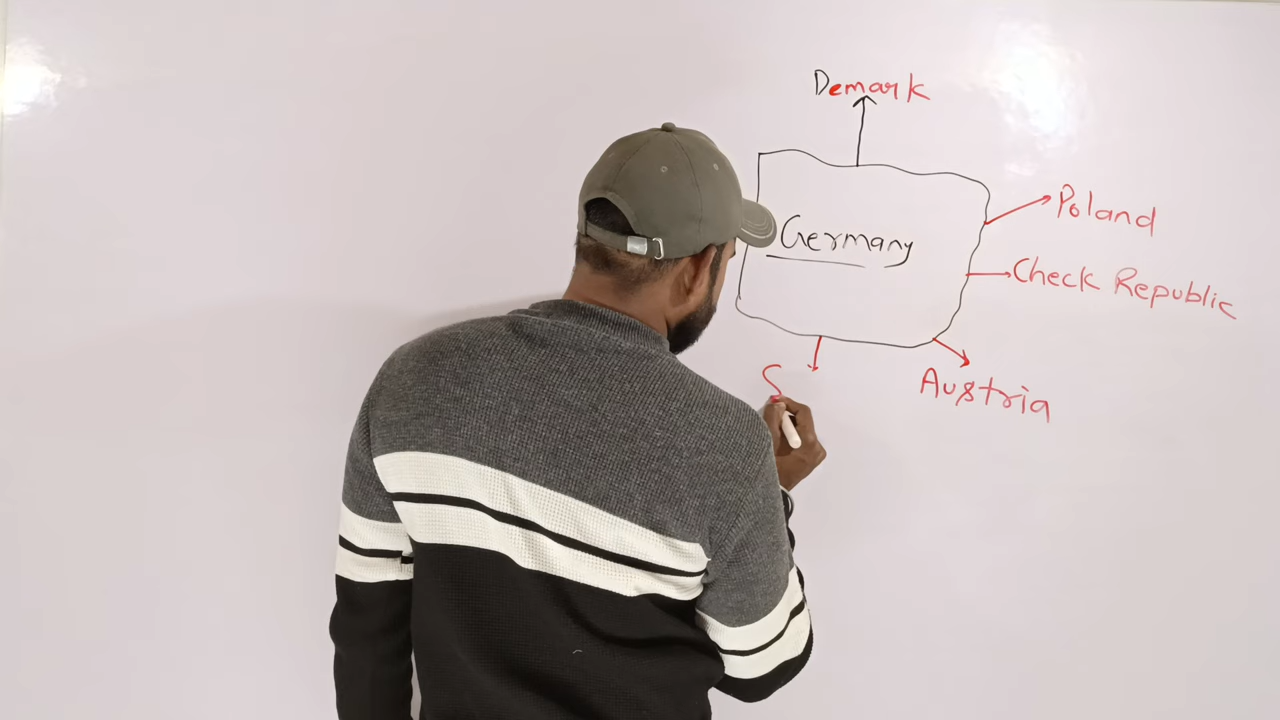 Demark
Poland
Germany
Check Republic
Austria
S